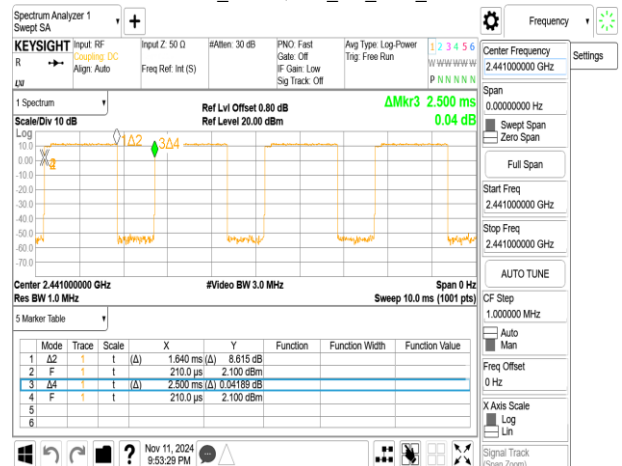 Spectrum Analyzer 1
Swept SA
+
Frequency
KEYSIGHT Input: RF Input Z: 50 Ω #Atten: 30 dB PNO: Fast Avg Type: Log-Power 1 2 3 4 5 6
R Coupling: DC Gate: Off Trig: Free Run
Align: Auto Freq Ref: Int (S) IF Gain: Low W W W W W W
Sig Track: Off P N N N N N
LXI
Center Frequency
2.441000000 GHz
Settings
1 Spectrum
Ref Lvl Offset 0.80 dB
ΔMkr3 2.500 ms
Scale/Div 10 dB Ref Level 20.00 dBm 0.04 dB
Log
10.0
0.00
-10.0
-20.0
-30.0
-40.0
-50.0
-60.0
-70.0
1Δ2
3Δ4
Center 2.441000000 GHz #Video BW 3.0 MHz Span 0 Hz
Res BW 1.0 MHz Sweep 10.0 ms (1001 pts)
Span
0.00000000 Hz
Swept Span
Zero Span
Full Span
Start Freq
2.441000000 GHz
Stop Freq
2.441000000 GHz
AUTO TUNE
CF Step
1.000000 MHz
Auto
Man
Freq Offset
0 Hz
X Axis Scale
Log
Lin
Signal Track
(Span Zoom)
5 Marker Table
Mode Trace Scale X Y Function Function Width Function Value
1 Δ2 1 t (Δ) 1.640 ms (Δ) 8.615 dB
2 F 1 t 210.0 µs 2.100 dBm
3 Δ4 1 t (Δ) 2.500 ms (Δ) 0.04189 dB
4 F 1 t 210.0 µs 2.100 dBm
5
6
? Nov 11, 2024
9:53:29 PM